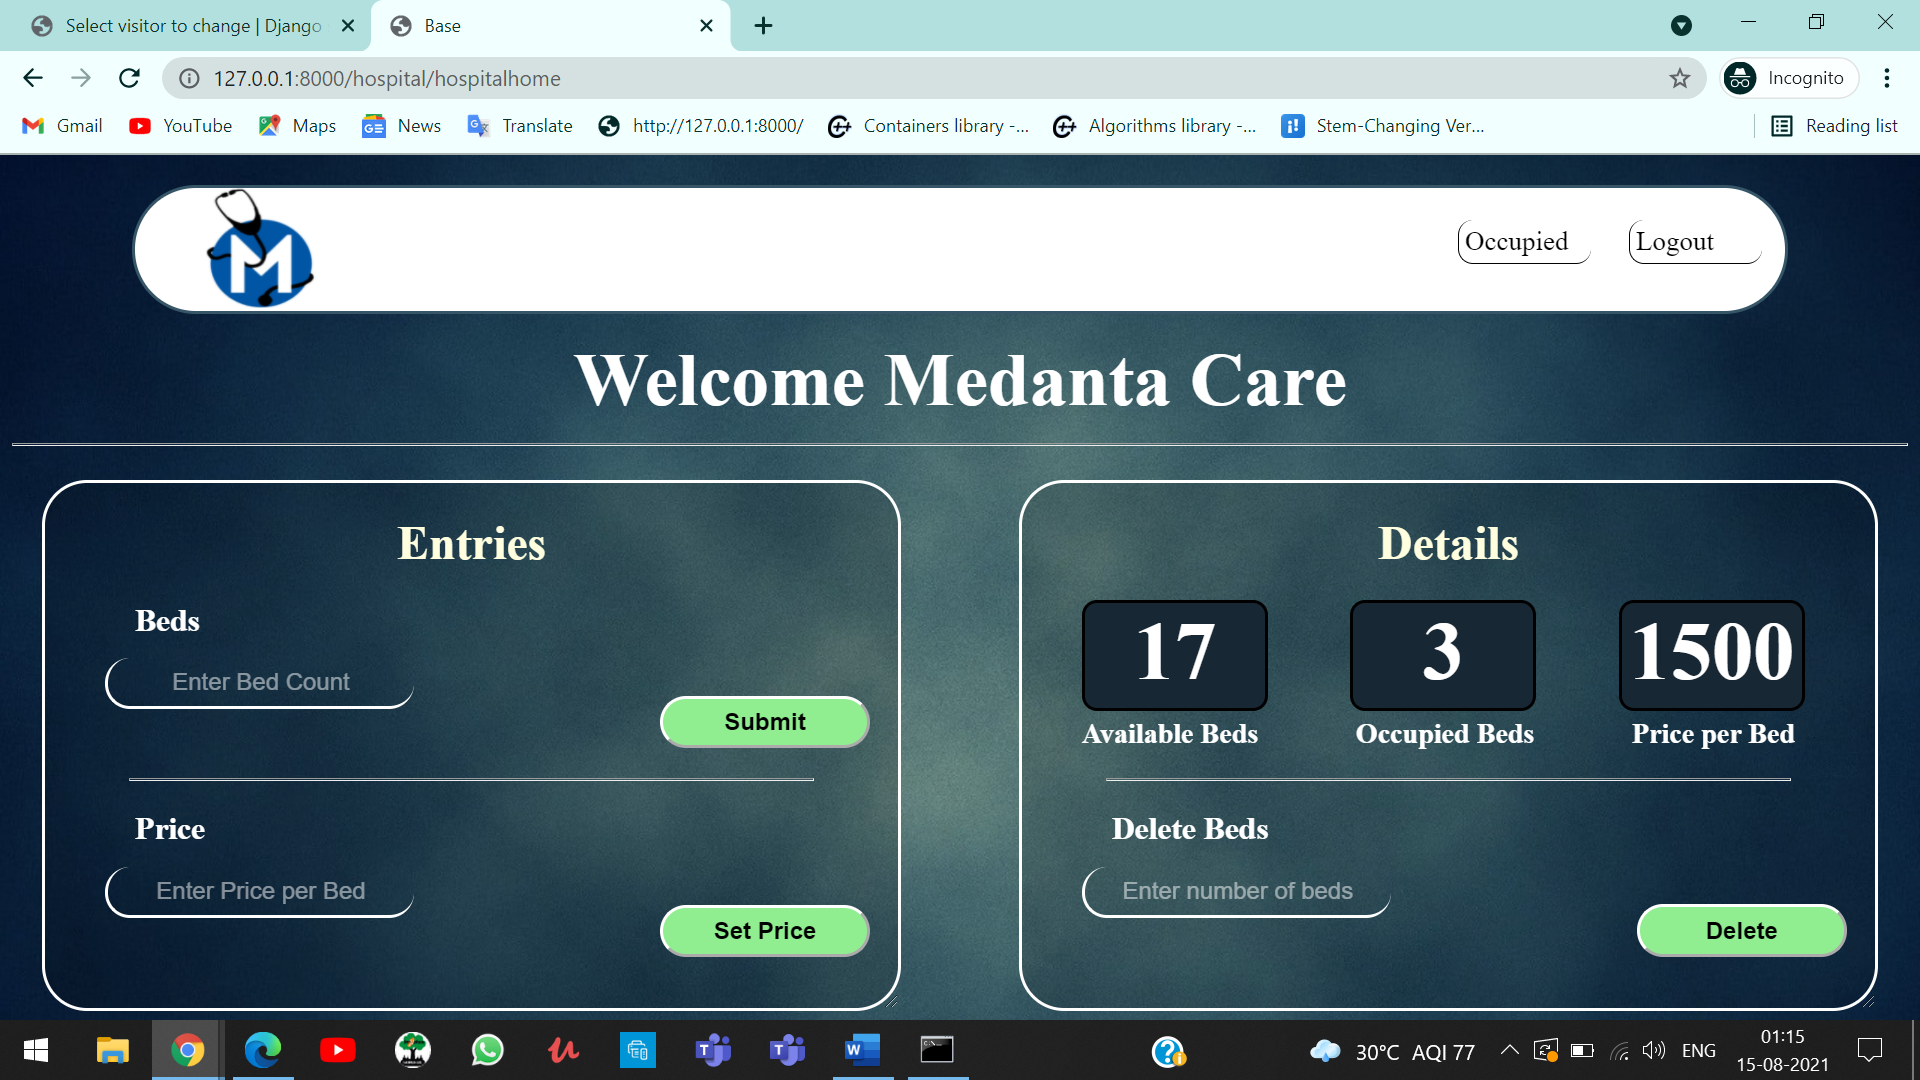 Select visitor to change | Django
Base
127.0.0.1:8000/hospital/hospitalhome
Incognito
Gmail
YouTube
Maps
News
Translate
http://127.0.0.1:8000/
Containers library -...
Algorithms library -...
Stem-Changing Ver...
Reading list
M
Occupied
Logout
Welcome Medanta Care
Entries
Beds
Enter Bed Count
Submit
Price
Enter Price per Bed
Set Price
Details
17
3
1500
Available Beds
Occupied Beds
Price per Bed
Delete Beds
Enter number of beds
Delete
30°C AQI 77
ENG
01:15
15-08-2021